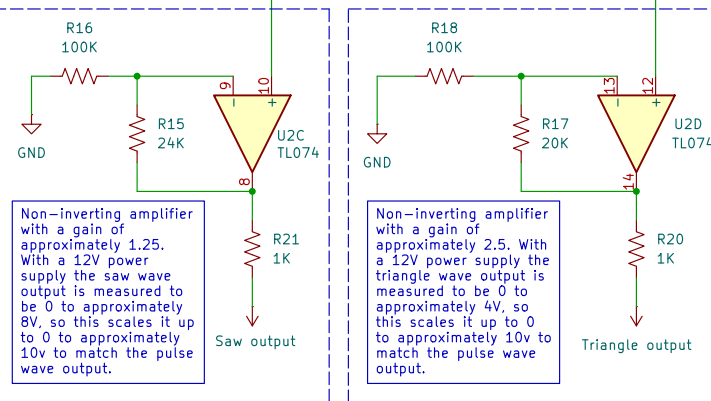 R16
100K
9
10
GND
R15
24K
U2C
TL074
8
R21
1K
Saw output
Non-inverting amplifier
with a gain of
approximately 1.25.
With a 12V power
supply the saw wave
output is measured to
be 0 to approximately
8V, so this scales it up
to 0 to approximately
10v to match the pulse
wave output.
R18
100K
13
12
GND
R17
20K
U2D
TL074
14
R20
1K
Triangle output
Non-inverting amplifier
with a gain of
approximately 2.5. With
a 12V power supply the
triangle wave output is
measured to be 0 to
approximately 4V, so
this scales it up to 0
to approximately 10v to
match the pulse wave
output.